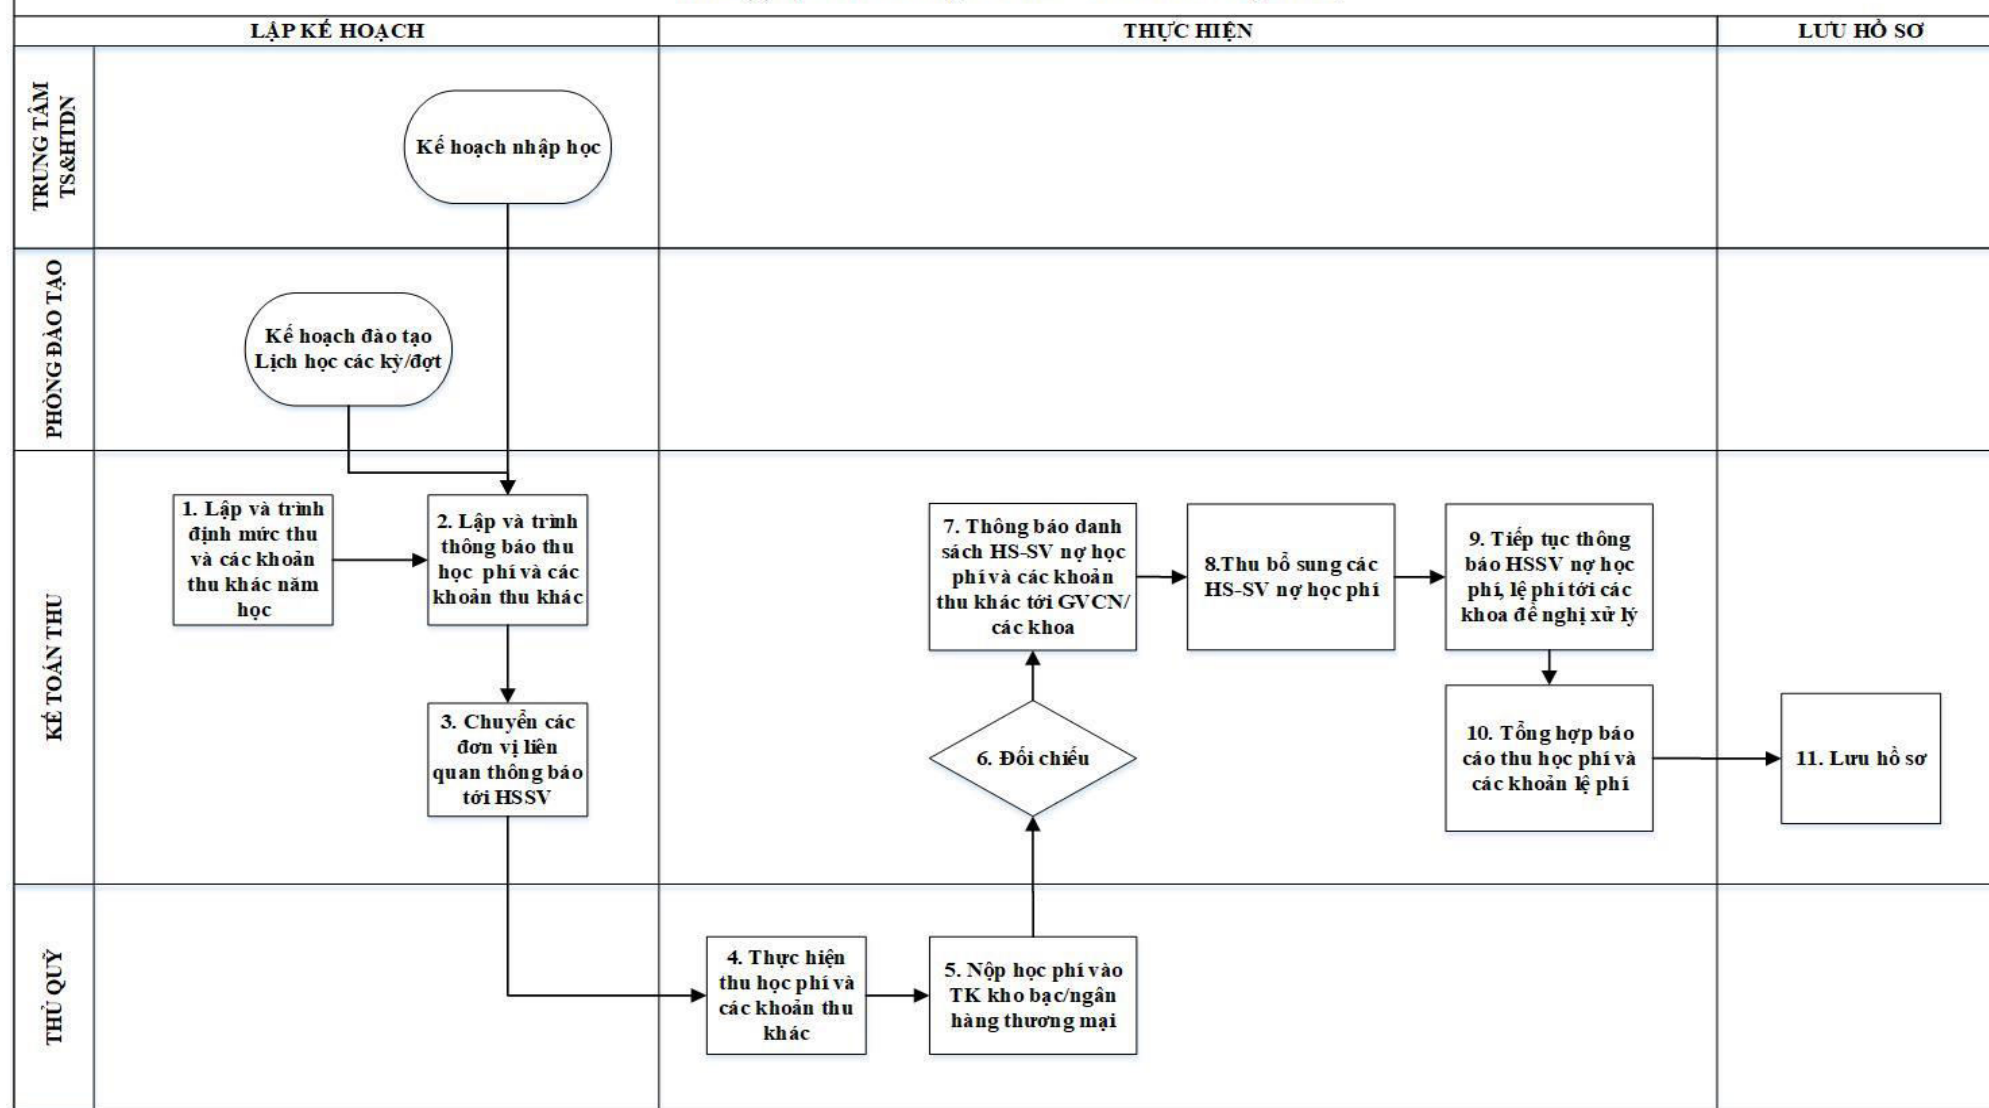 LẬP KẾ HOẠCH
THỰC HIỆN
LƯU HỒ SƠ
TRUNG TÂM
TS&HTDN
Kế hoạch nhập học
PHÒNG ĐÀO TẠO
Kế hoạch đào tạo
Lịch học các kỳ/đợt
KẾ TOÁN THU
1. Lập và trình
định mức thu
và các khoản
thu khác năm
học
2. Lập và trình
thông báo thu
học phí và các
khoản thu khác
3. Chuyển các
đơn vị liên
quan thông báo
tới HSSV
7. Thông báo danh
sách HS-SV nợ học
phí và các khoản
thu khác tới GVCN/
các khoa
8.Thu bổ sung các
HS-SV nợ học phí
9. Tiếp tục thông
báo HSSV nợ học
phí, lệ phí tới các
khoa đề nghị xử lý
6. Đối chiếu
10. Tổng hợp báo
cáo thu học phí và
các khoản lệ phí
11. Lưu hồ sơ
THỦ QUỸ
4. Thực hiện
thu học phí và
các khoản thu
khác
5. Nộp học phí vào
TK kho bạc/ngân
hàng thương mại